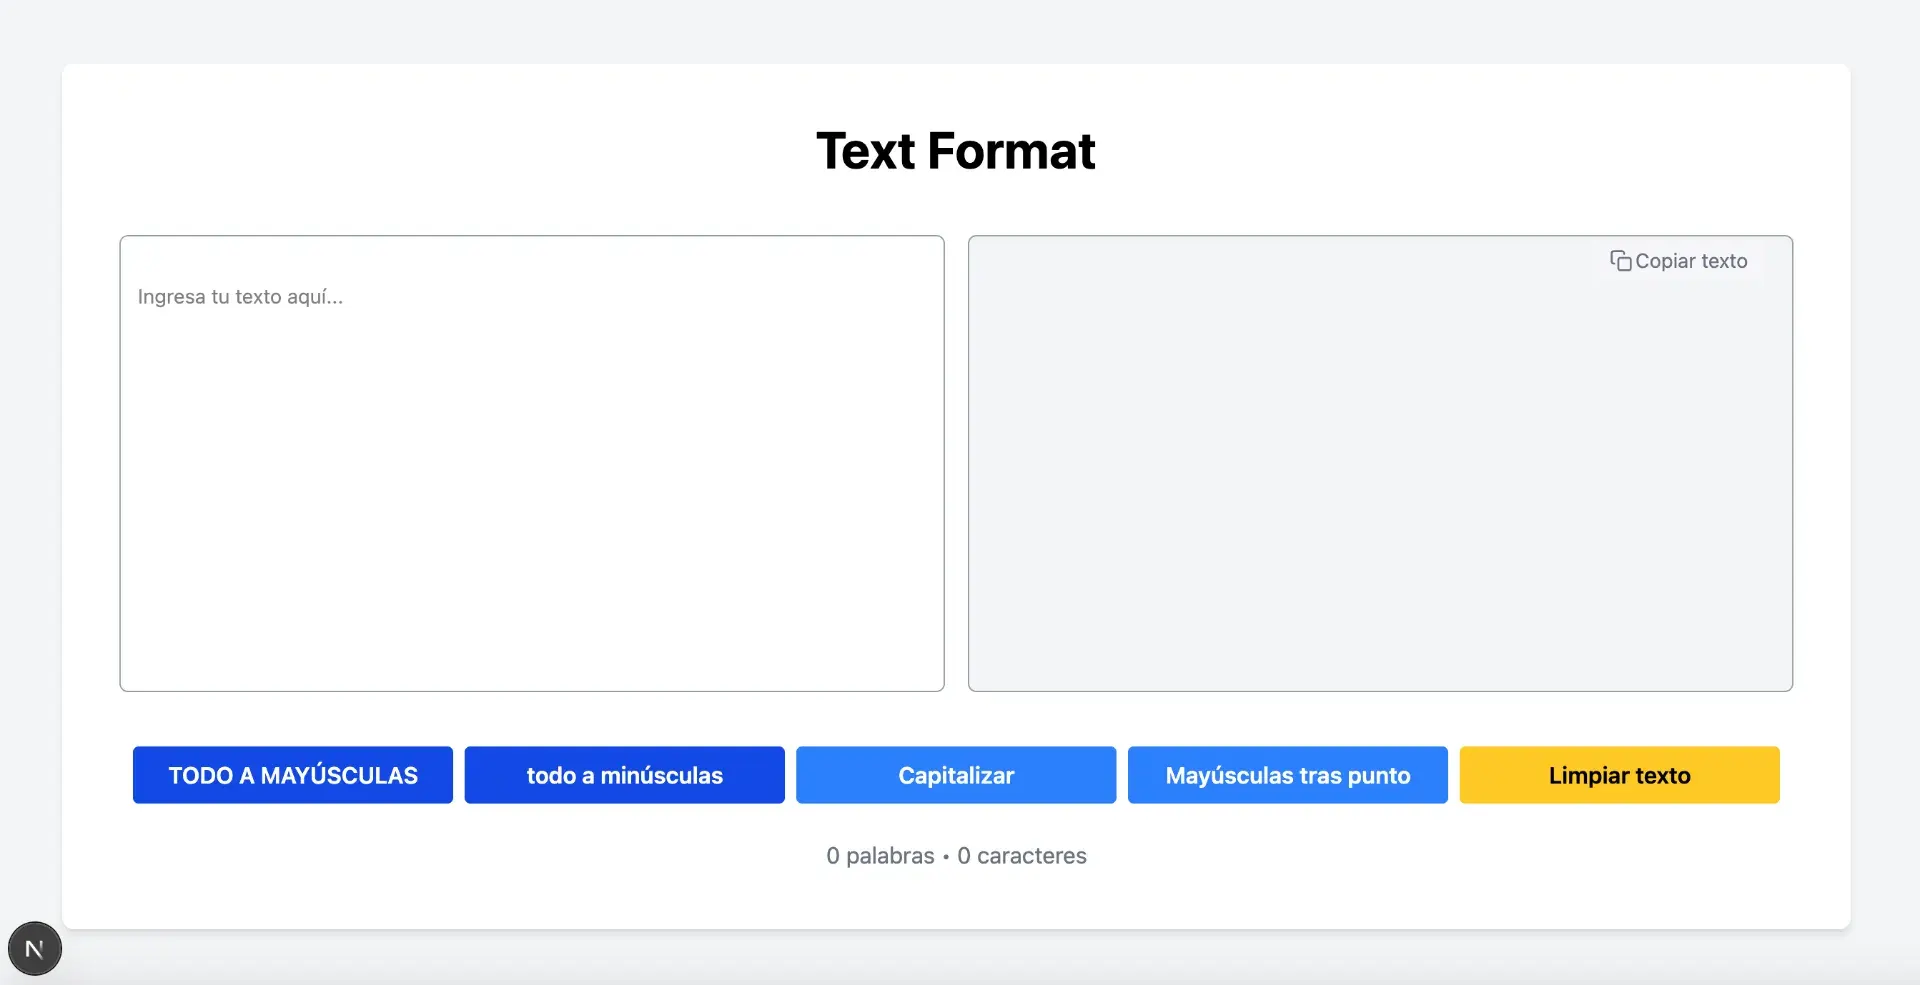 Text Format
Ingresa tu texto aquí...
Copiar texto
TODO A MAYÚSCULAS
todo a minúsculas
Capitalizar
Mayúsculas tras punto
Limpiar texto
0 palabras • 0 caracteres
N